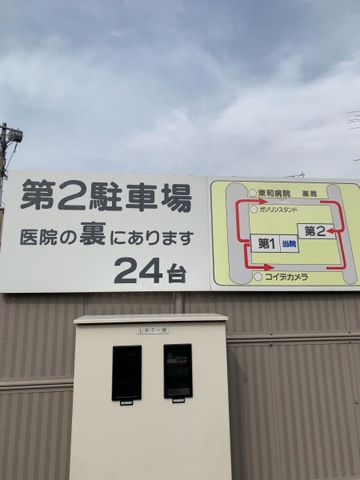 第2駐車場
医院の裏にあります
24台
東和病院 薬局
ガソリンスタンド
第2
第1 当院
コイデカメラ
LPT-M